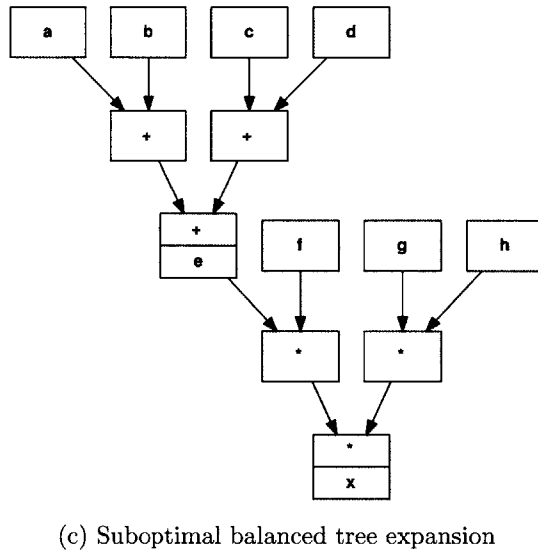 a b c d
+ +
+
e
f g h
* *
*
x
(c) Suboptimal balanced tree expansion